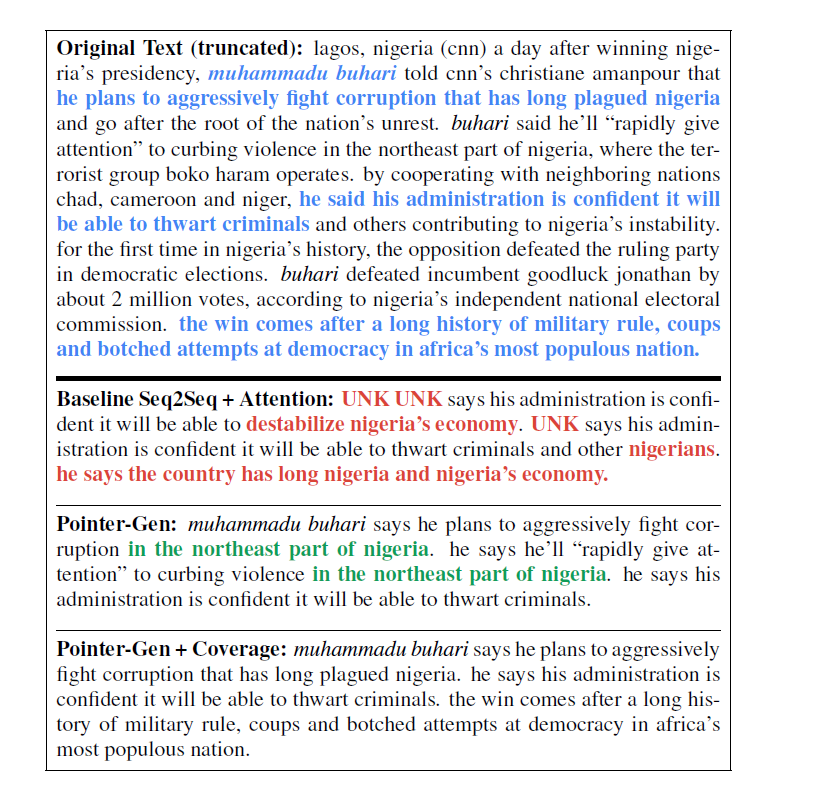 Original Text (truncated): lagos, nigeria (cnn) a day after winning nige-
ria’s presidency, muhammadu buhari told cnn’s christiane amanpour that
he plans to aggressively fight corruption that has long plagued nigeria
and go after the root of the nation’s unrest. buhari said he’ll “rapidly give
attention” to curbing violence in the northeast part of nigeria, where the ter-
rorist group boko haram operates. by cooperating with neighboring nations
chad, cameroon and niger, he said his administration is confident it will
be able to thwart criminals and others contributing to nigeria’s instability.
for the first time in nigeria’s history, the opposition defeated the ruling party
in democratic elections. buhari defeated incumbent goodluck jonathan by
about 2 million votes, according to nigeria’s independent national electoral
commission. the win comes after a long history of military rule, coups
and botched attempts at democracy in africa’s most populous nation.
Baseline Seq2Seq + Attention: UNK UNK says his administration is confi-
dent it will be able to destabilize nigeria’s economy. UNK says his admin-
istration is confident it will be able to thwart criminals and other nigerians.
he says the country has long nigeria and nigeria’s economy.
Pointer-Gen: muhammadu buhari says he plans to aggressively fight cor-
ruption in the northeast part of nigeria. he says he’ll “rapidly give at-
tention” to curbing violence in the northeast part of nigeria. he says his
administration is confident it will be able to thwart criminals.
Pointer-Gen + Coverage: muhammadu buhari says he plans to aggressively
fight corruption that has long plagued nigeria. he says his administration is
confident it will be able to thwart criminals. the win comes after a long his-
tory of military rule, coups and botched attempts at democracy in africa’s
most populous nation.